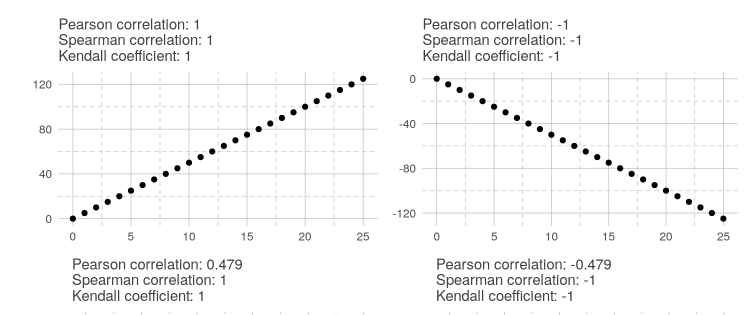 Pearson correlation: 1
Spearman correlation: 1
Kendall coefficient: 1
120
80
40
0
0 5 10 15 20 25
Pearson correlation: -1
Spearman correlation: -1
Kendall coefficient: -1
0
-40
-80
-120
0 5 10 15 20 25
Pearson correlation: 0.479
Spearman correlation: 1
Kendall coefficient: 1
Pearson correlation: -0.479
Spearman correlation: -1
Kendall coefficient: -1